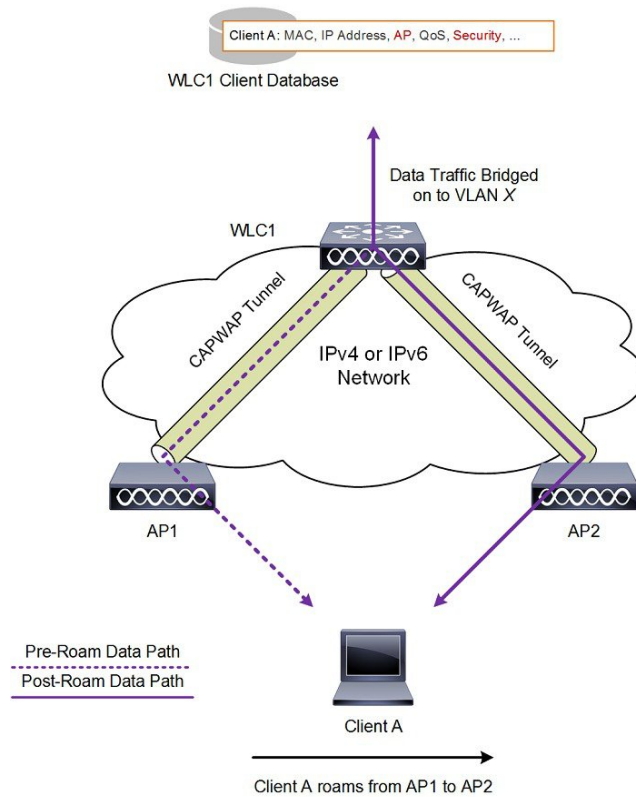 Client A: MAC, IP Address, AP, QoS, Security, ...
WLC1 Client Database
Data Traffic Bridged
on to VLAN X
WLC1
CAPWAP Tunnel
CAPWAP Tunnel
IPv4 or IPv6
Network
AP1
AP2
Pre-Roam Data Path
Post-Roam Data Path
Client A
Client A roams from AP1 to AP2